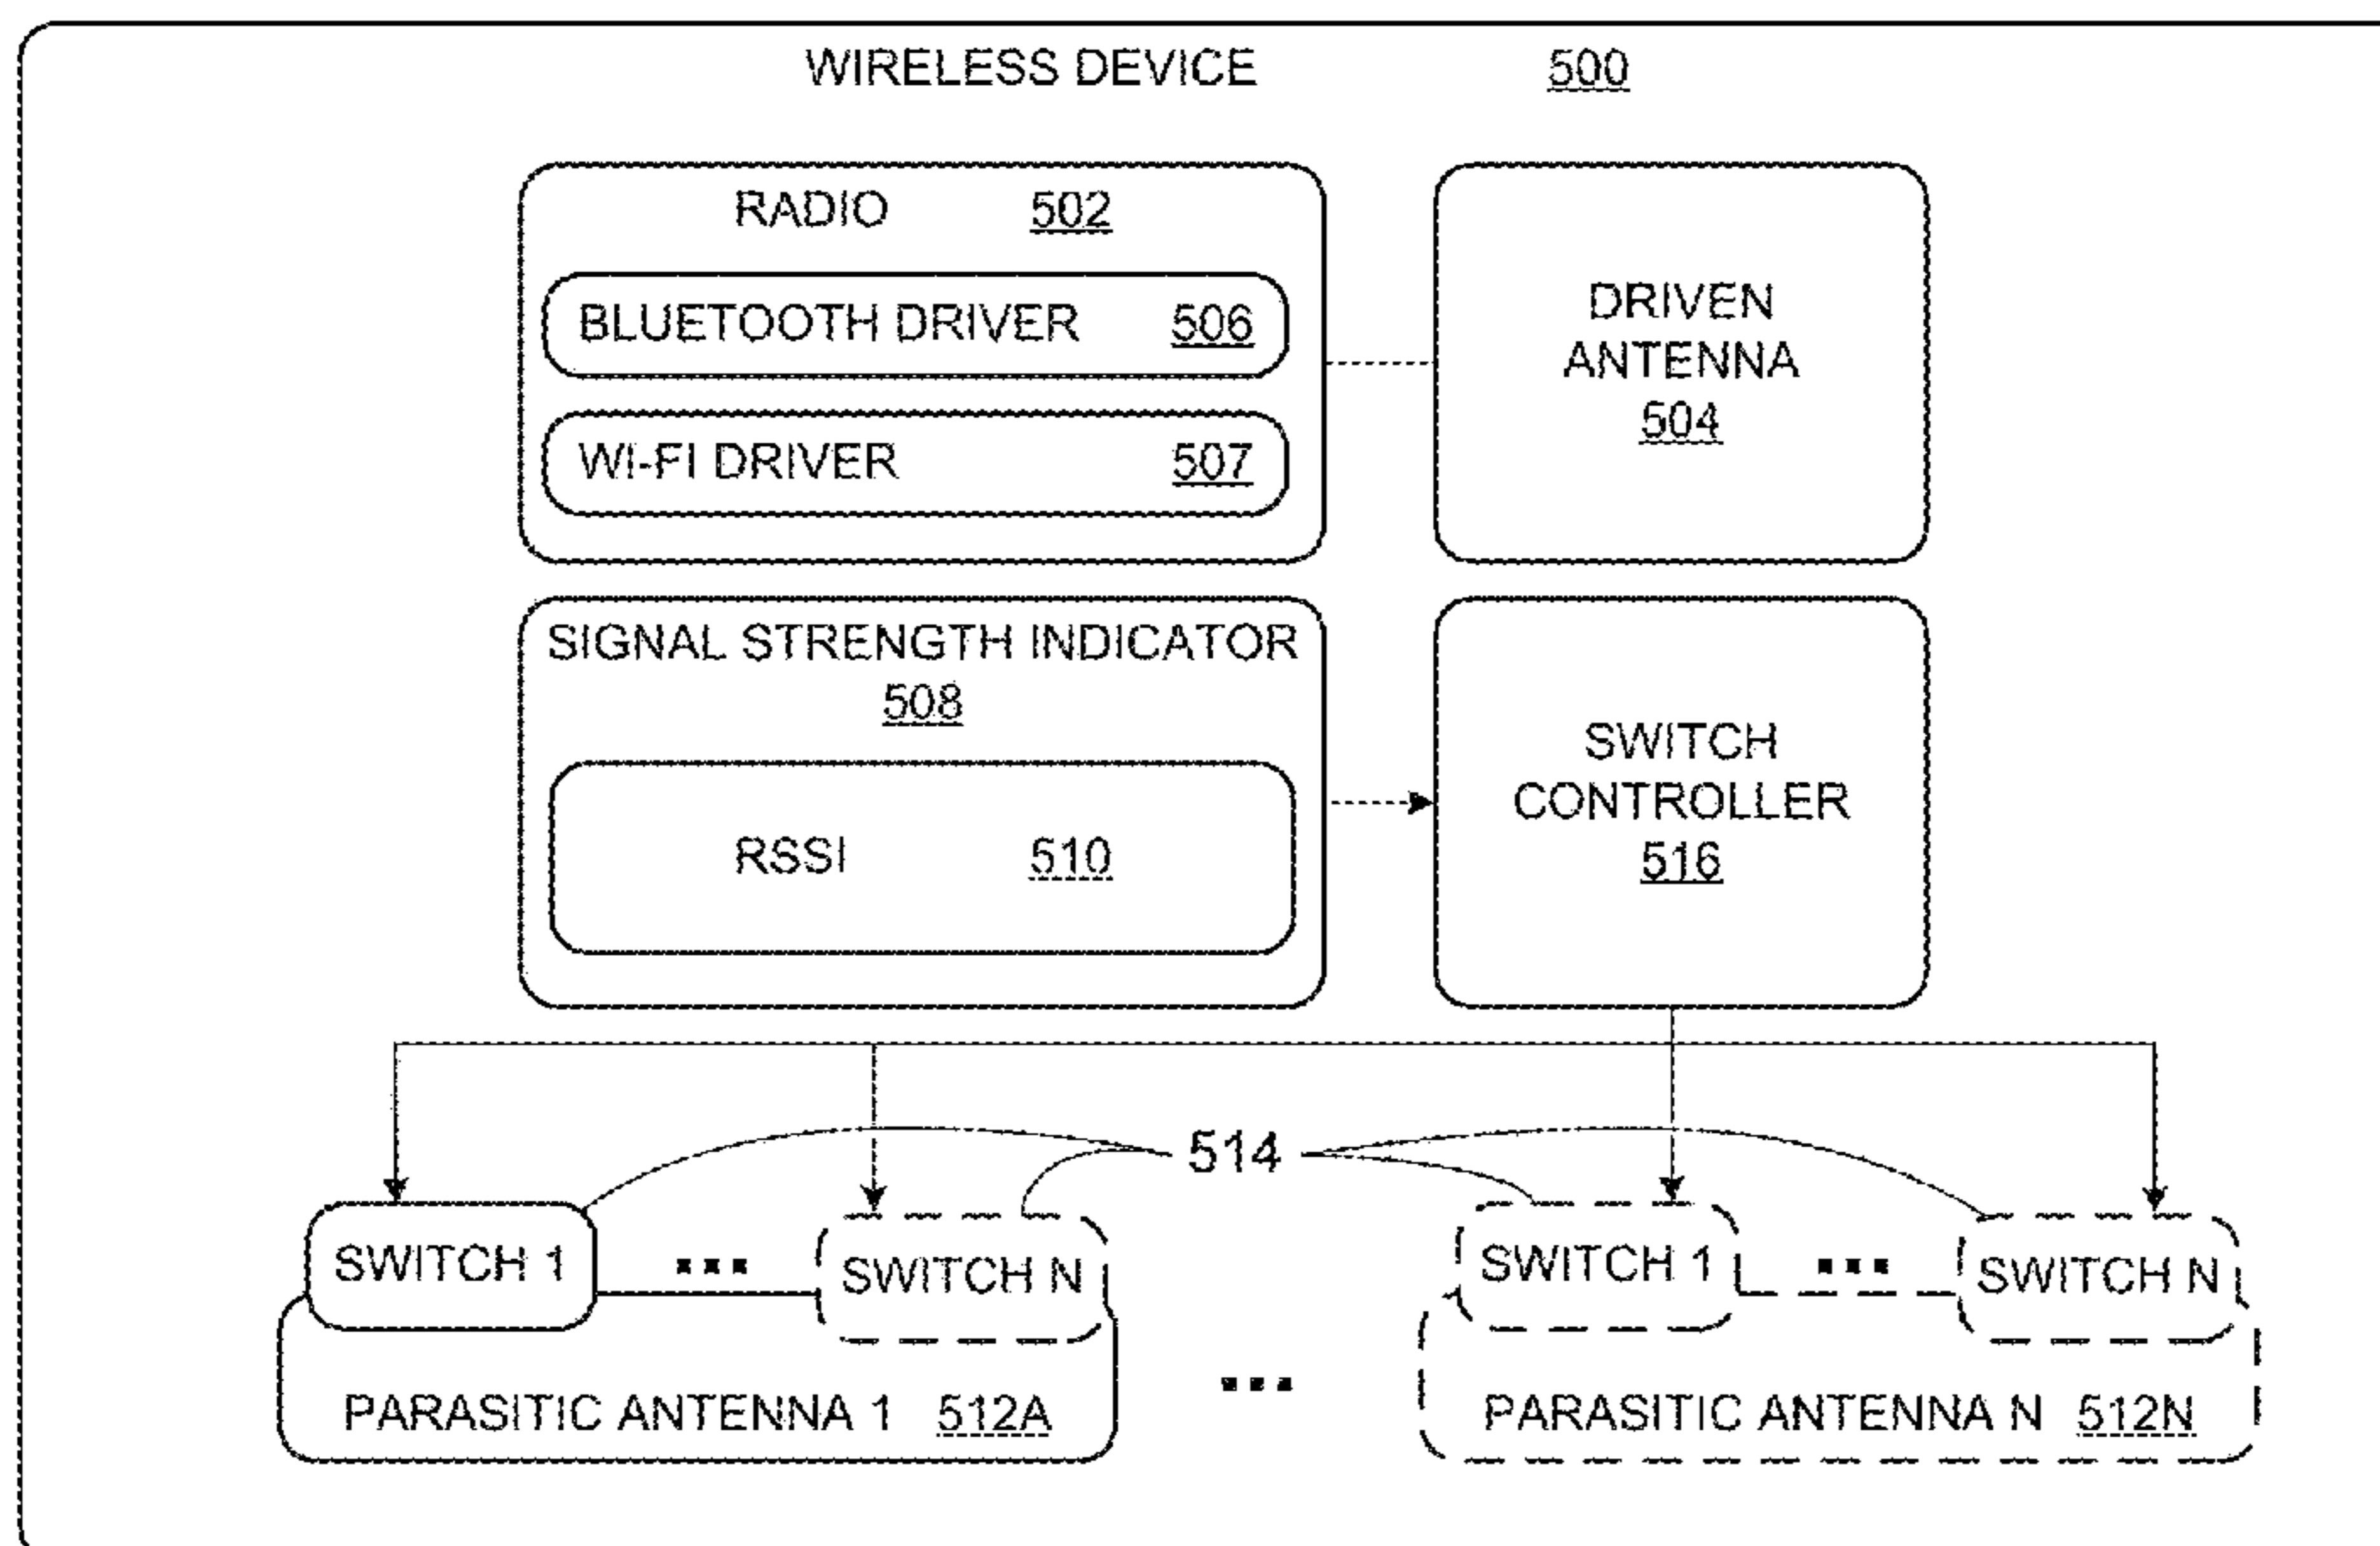 WIRELESS DEVICE 500
RADIO 502
BLUETOOTH DRIVER 506
WI-FI DRIVER 507
DRIVEN
ANTENNA
504
SIGNAL STRENGTH INDICATOR
508
RSSI 510
SWITCH
CONTROLLER
516
514
SWITCH 1 ... SWITCH N
PARASITIC ANTENNA 1 512A
...
SWITCH 1 ... SWITCH N
PARASITIC ANTENNA N 512N